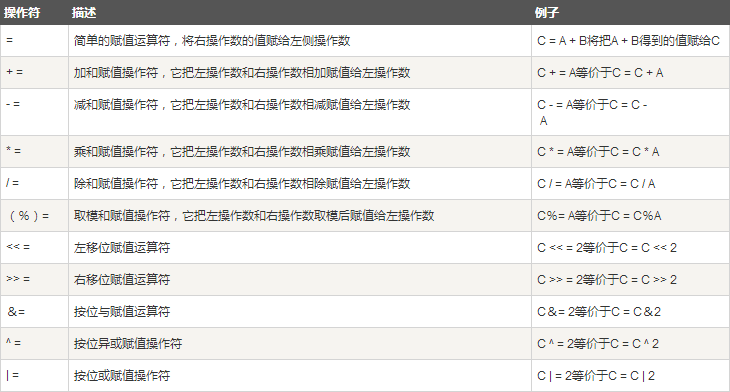 操作符 描述 例子
= 简单的赋值运算符，将右操作数的值赋给左侧操作数 C = A + B将把A + B得到的值赋给C
+ = 加和赋值操作符，它把左操作数和右操作数相加赋值给左操作数 C + = A等价于C = C + A
- = 减和赋值操作符，它把左操作数和右操作数相减赋值给左操作数 C - = A等价于C = C -
A
* = 乘和赋值操作符，它把左操作数和右操作数相乘赋值给左操作数 C * = A等价于C = C * A
/ = 除和赋值操作符，它把左操作数和右操作数相除赋值给左操作数 C / = A等价于C = C / A
（％）= 取模和赋值操作符，它把左操作数和右操作数取模后赋值给左操作数 C％= A等价于C = C％A
<< = 左移位赋值运算符 C << = 2等价于C = C << 2
>> = 右移位赋值运算符 C >> = 2等价于C = C >> 2
＆= 按位与赋值运算符 C＆= 2等价于C = C＆2
^ = 按位异或赋值操作符 C ^ = 2等价于C = C ^ 2
| = 按位或赋值操作符 C | = 2等价于C = C | 2